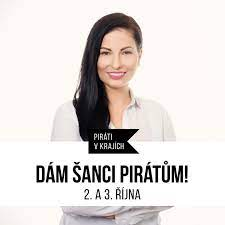 PIRÁTI
V KRAJÍCH
DÁM ŠANCI PIRÁTŮM!
2. A 3. ŘÍJNA